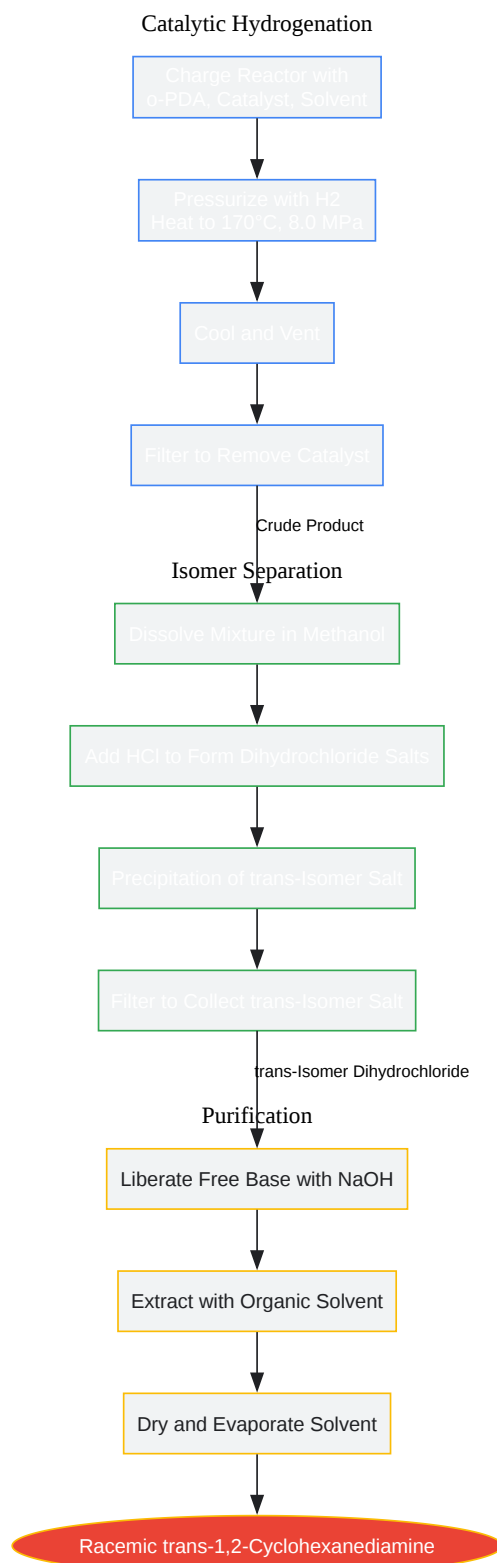 Catalytic Hydrogenation
Charge Reactor with
o-PDA, Catalyst, Solvent
Pressurize with H2
Heat to 170°C, 8.0 MPa
Cool and Vent
Filter to Remove Catalyst
Crude Product
Isomer Separation
Dissolve Mixture in Methanol
Add HCl to Form Dihydrochloride Salts
Precipitation of trans-Isomer Salt
Filter to Collect trans-Isomer Salt
trans-Isomer Dihydrochloride
Purification
Liberate Free Base with NaOH
Extract with Organic Solvent
Dry and Evaporate Solvent
Racemic trans-1,2-Cyclohexanediamine